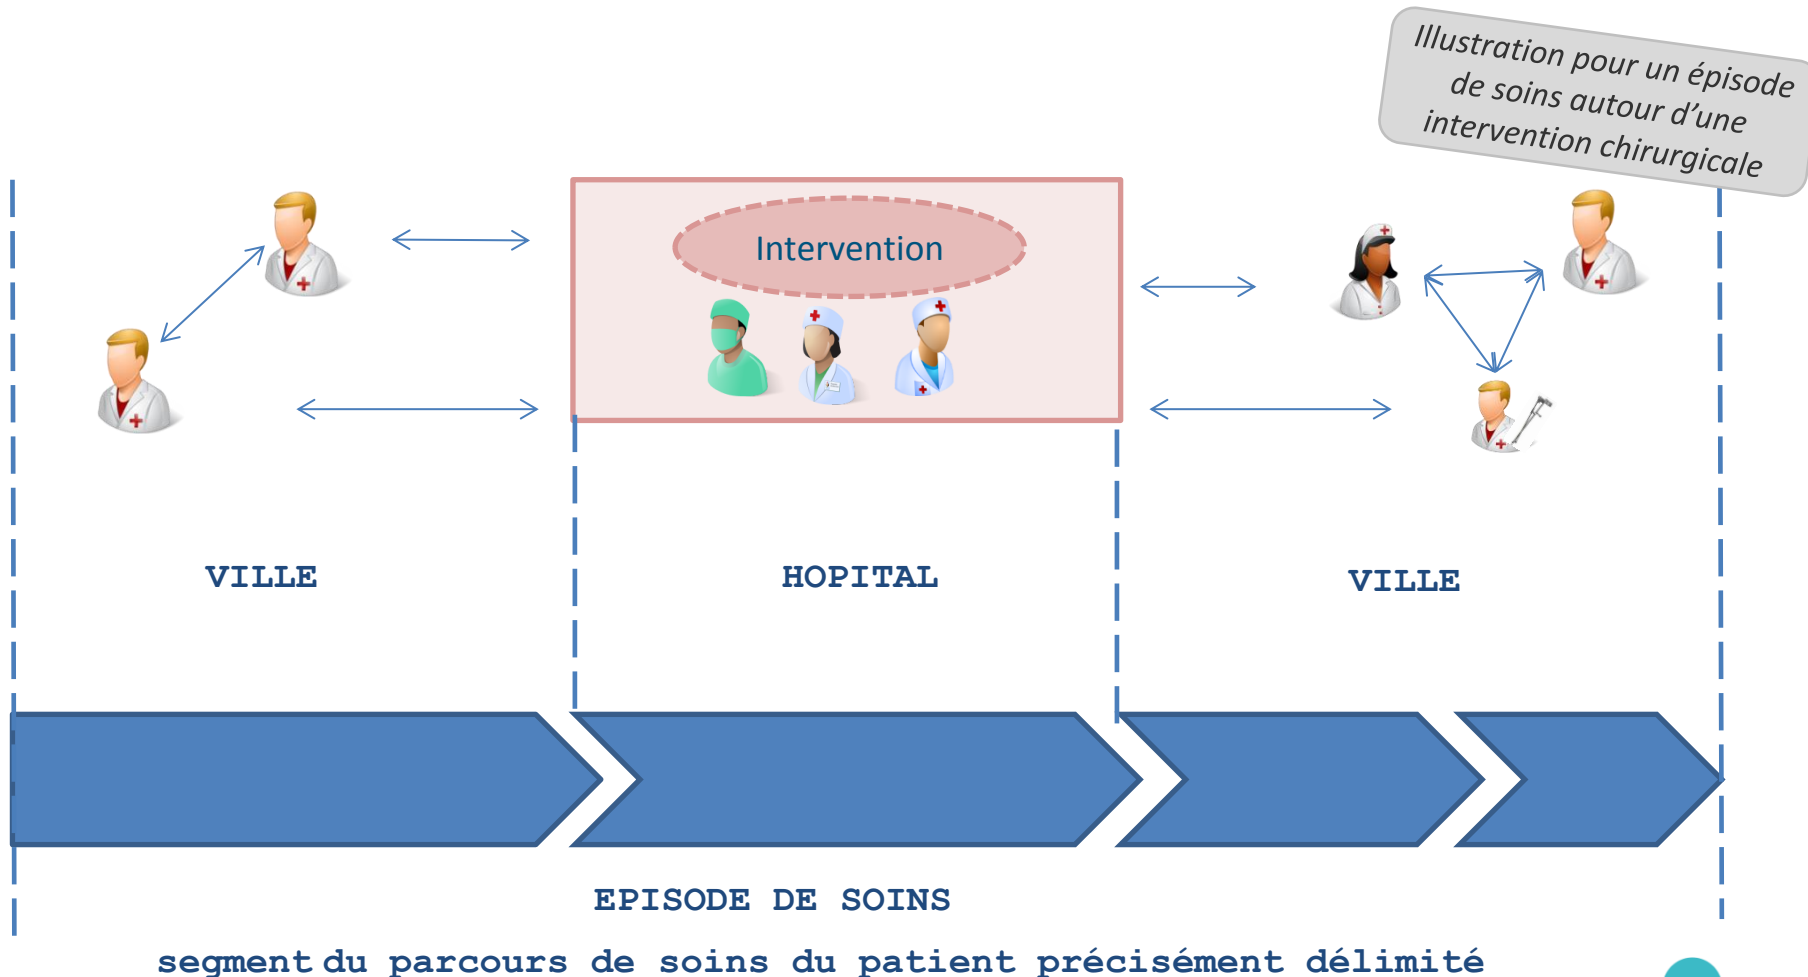 Illustration pour un épisode
de soins autour d’une
intervention chirurgicale
Intervention
VILLE
HOPITAL
VILLE
EPISODE DE SOINS
segment du parcours de soins du patient précisément délimité